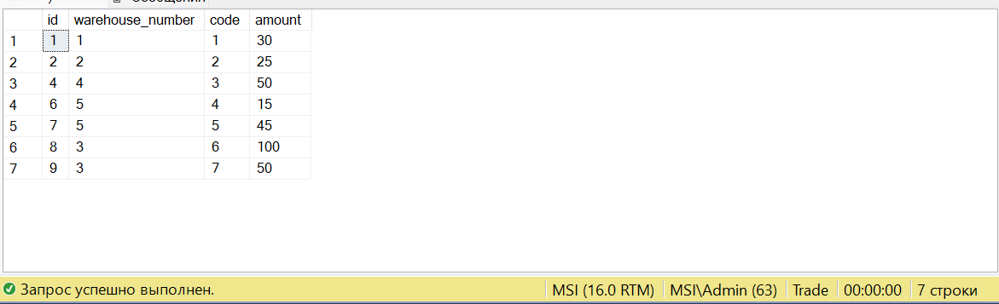 id warehouse_number code amount
1 1 1 1 30
2 2 2 2 25
3 4 4 3 50
4 6 5 4 15
5 7 5 5 45
6 8 3 6 100
7 9 3 7 50
Запрос успешно выполнен. MSI (16.0 RTM) MSI\Admin (63) Trade 00:00:00 7 строки